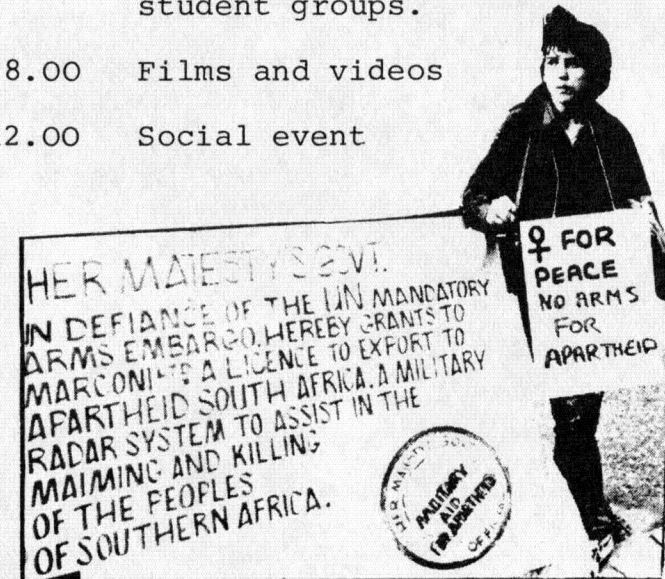 student groups.
8.00 Films and videos
2.00 Social event
HER MAJESTY'S GOVT.
IN DEFIANCE OF THE UN MANDATORY
ARMS EMBARGO, HEREBY GRANTS TO
MARCONI A LICENCE TO EXPORT TO
APARTHEID SOUTH AFRICA, A MILITARY
RADAR SYSTEM TO ASSIST IN THE
MAIMING AND KILLING
OF THE PEOPLES
OF SOUTHERN AFRICA.
MILITARY
AID
FOR APARTHEID
♀ FOR
PEACE
NO ARMS
FOR
APARTHEID